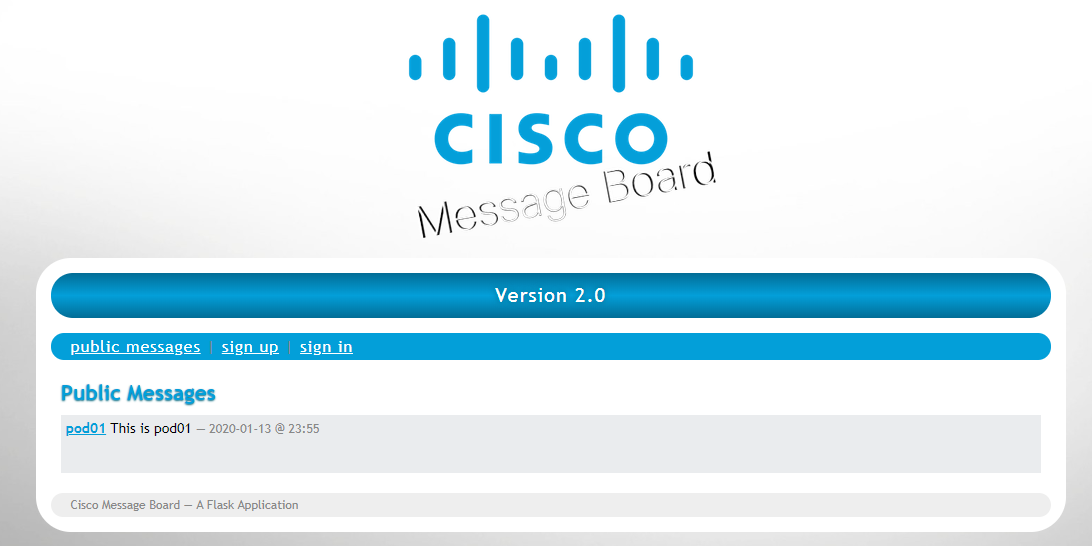 CISCO
Message Board
Version 2.0
public messages | sign up | sign in
Public Messages
pod01 This is pod01 — 2020-01-13 @ 23:55
Cisco Message Board — A Flask Application